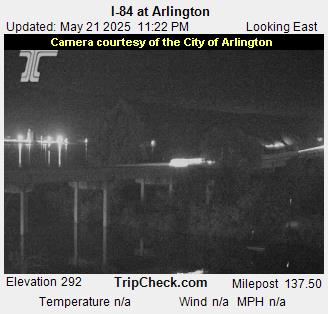 I-84 at Arlington
Updated: May 21 2025 11:22 PM Looking East
Camera courtesy of the City of Arlington
Elevation 292 TripCheck.com Milepost 137.50
Temperature n/a Wind n/a MPH n/a